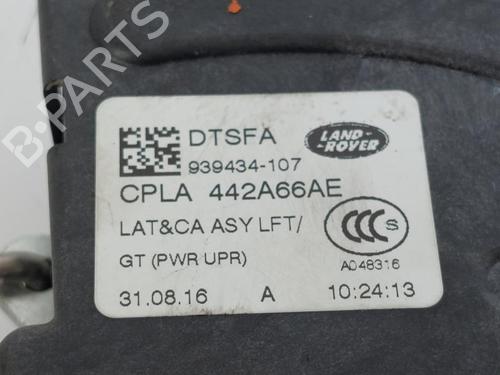 DTSFA
LAND-
ROVER
939434-107
CPLA 442A66AE
LAT&CA ASY LFT/
GT (PWR UPR)
CCC S
A048316
31.08.16 A 10:24:13
B-PARTS